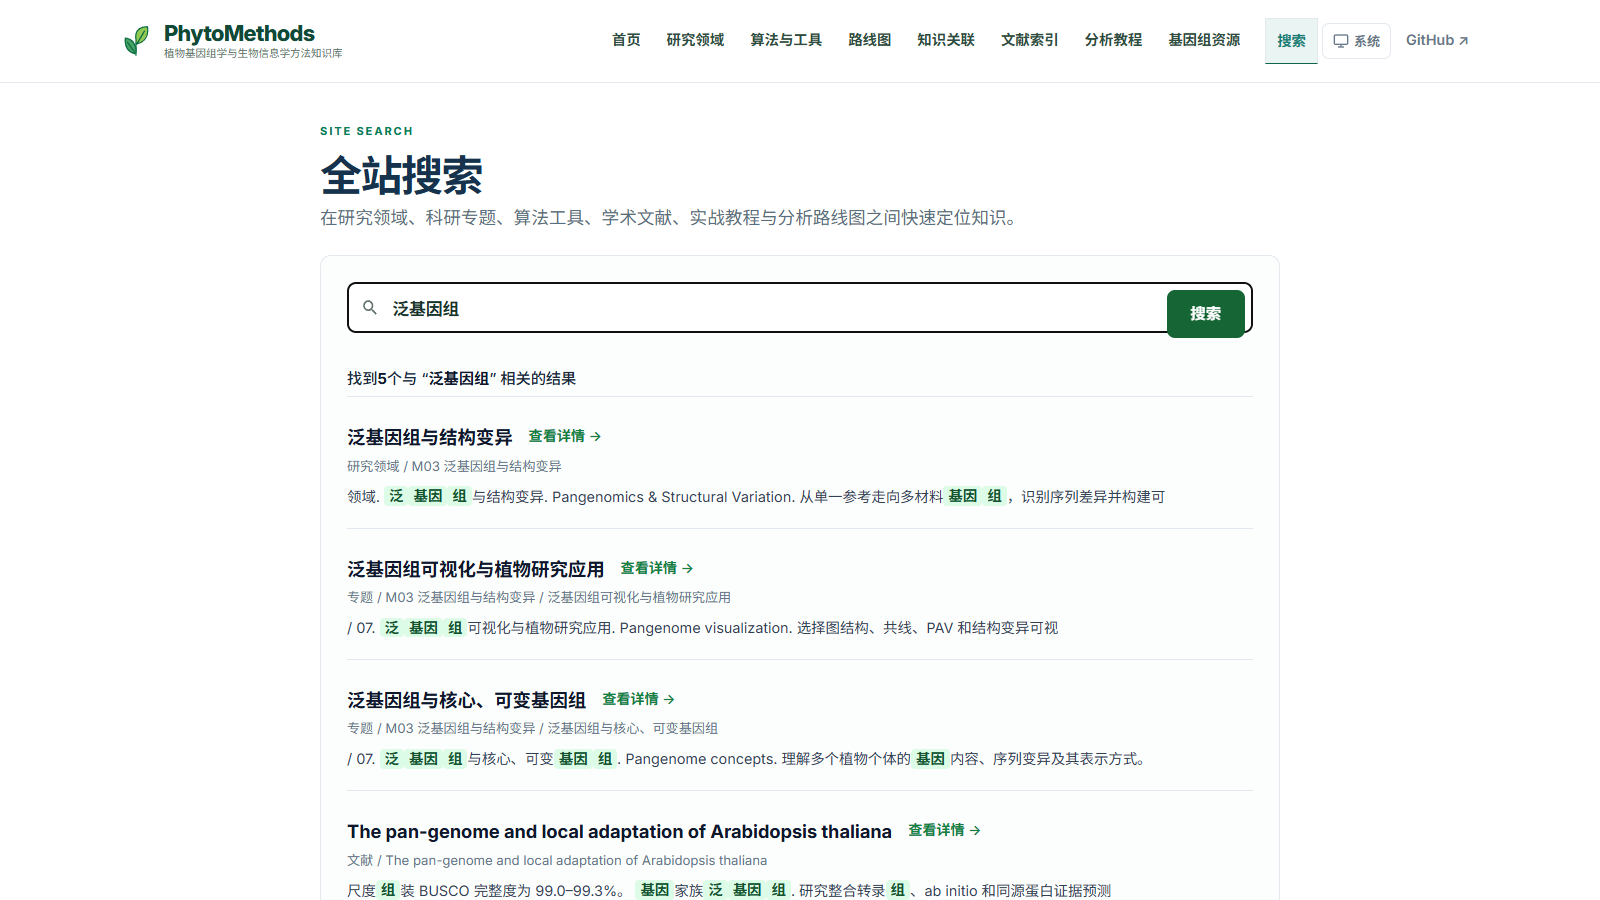 PhytoMethods
植物基因组学与生物信息学方法知识库
首页 研究领域 算法与工具 路线图 知识关联 文献索引 分析教程 基因组资源 搜索 系统 GitHub ↗
SITE SEARCH
全站搜索
在研究领域、科研专题、算法工具、学术文献、实战教程与分析路线图之间快速定位知识。
泛基因组 搜索
找到5个与 “泛基因组” 相关的结果
泛基因组与结构变异 查看详情 →
研究领域 / M03 泛基因组与结构变异
领域. 泛 基因 组与结构变异. Pangenomics & Structural Variation. 从单一参考走向多材料 基因 组 ，识别序列差异并构建可
泛基因组可视化与植物研究应用 查看详情 →
专题 / M03 泛基因组与结构变异 / 泛基因组可视化与植物研究应用
/ 07. 泛 基因 组可视化与植物研究应用. Pangenome visualization. 选择图结构、共线、PAV 和结构变异可视
泛基因组与核心、可变基因组 查看详情 →
专题 / M03 泛基因组与结构变异 / 泛基因组与核心、可变基因组
/ 07. 泛 基因 组 与核心、可变 基因 组 . Pangenome concepts. 理解多个植物个体的 基因 内容、序列变异及其表示方式。
The pan-genome and local adaptation of Arabidopsis thaliana 查看详情 →
文献 / The pan-genome and local adaptation of Arabidopsis thaliana
尺度 组 装 BUSCO 完整度为 99.0–99.3%。 基因 家族 泛 基因 组 . 研究整合转录 组 、ab initio 和同源蛋白证据预测